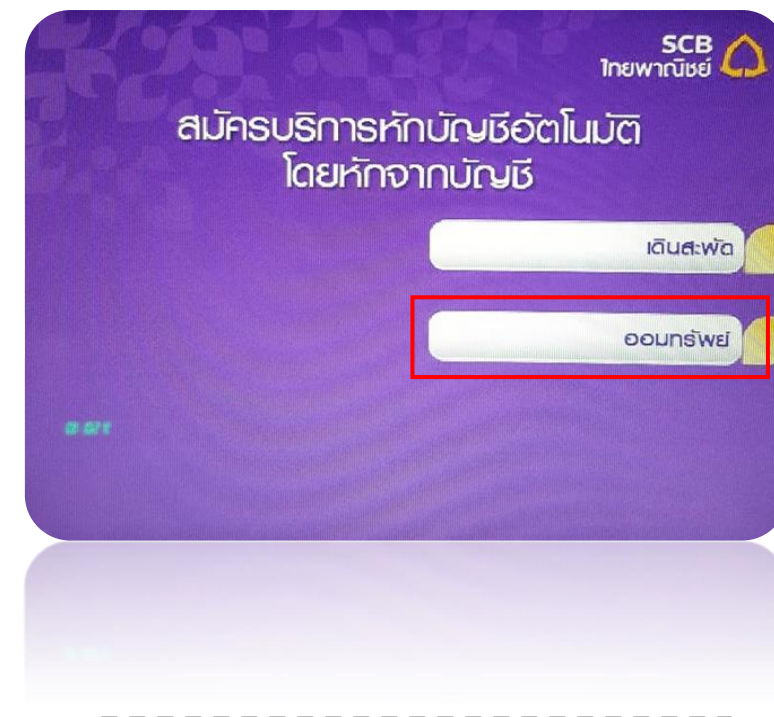 SCB
ไทยพาณิชย์
สมัครบริการหักบัญชีอัตโนมัติ
โดยหักจากบัญชี
เดินสะพัด
ออมทรัพย์